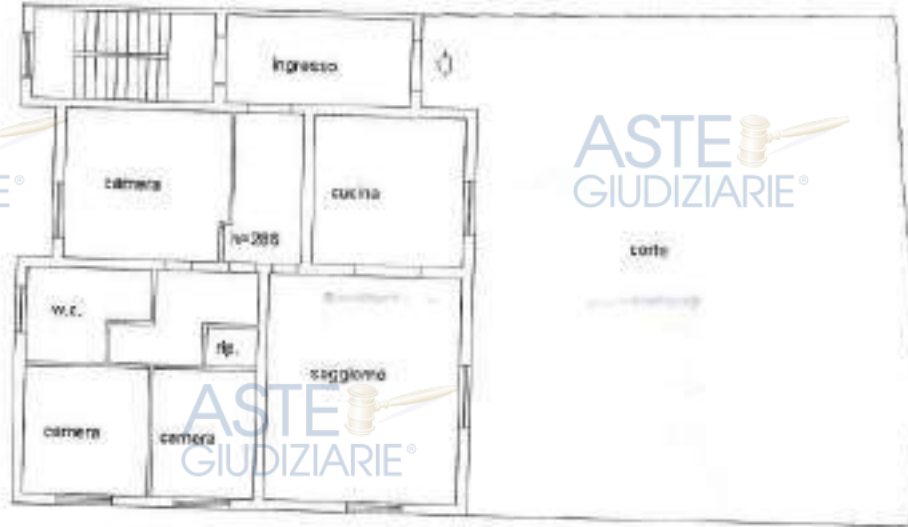 ingresso
camera
cucina
h=288
corte
w.c.
rip.
soggiorno
camera
camera
ASTE
GIUDIZIARIE®
ASTE
GIUDIZIARIE®
E®